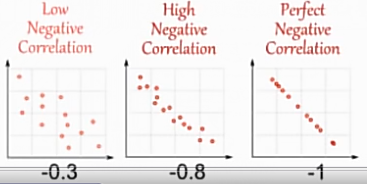 Low
Negative
Correlation
High
Negative
Correlation
Perfect
Negative
Correlation
-0.3
-0.8
-1